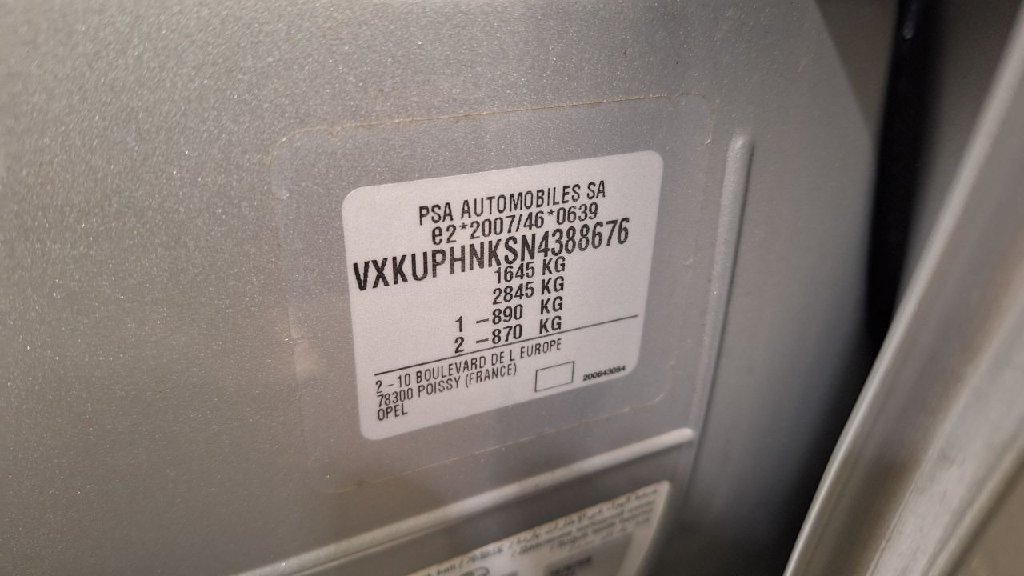 PSA AUTOMOBILES SA
e2*2007/46*0639
VXKUPHNKSN4388676
1645 KG
2845 KG
1 -890 KG
2 -870 KG
2-10 BOULEVARD DE L EUROPE
78300 POISSY (FRANCE)
OPEL
200843084